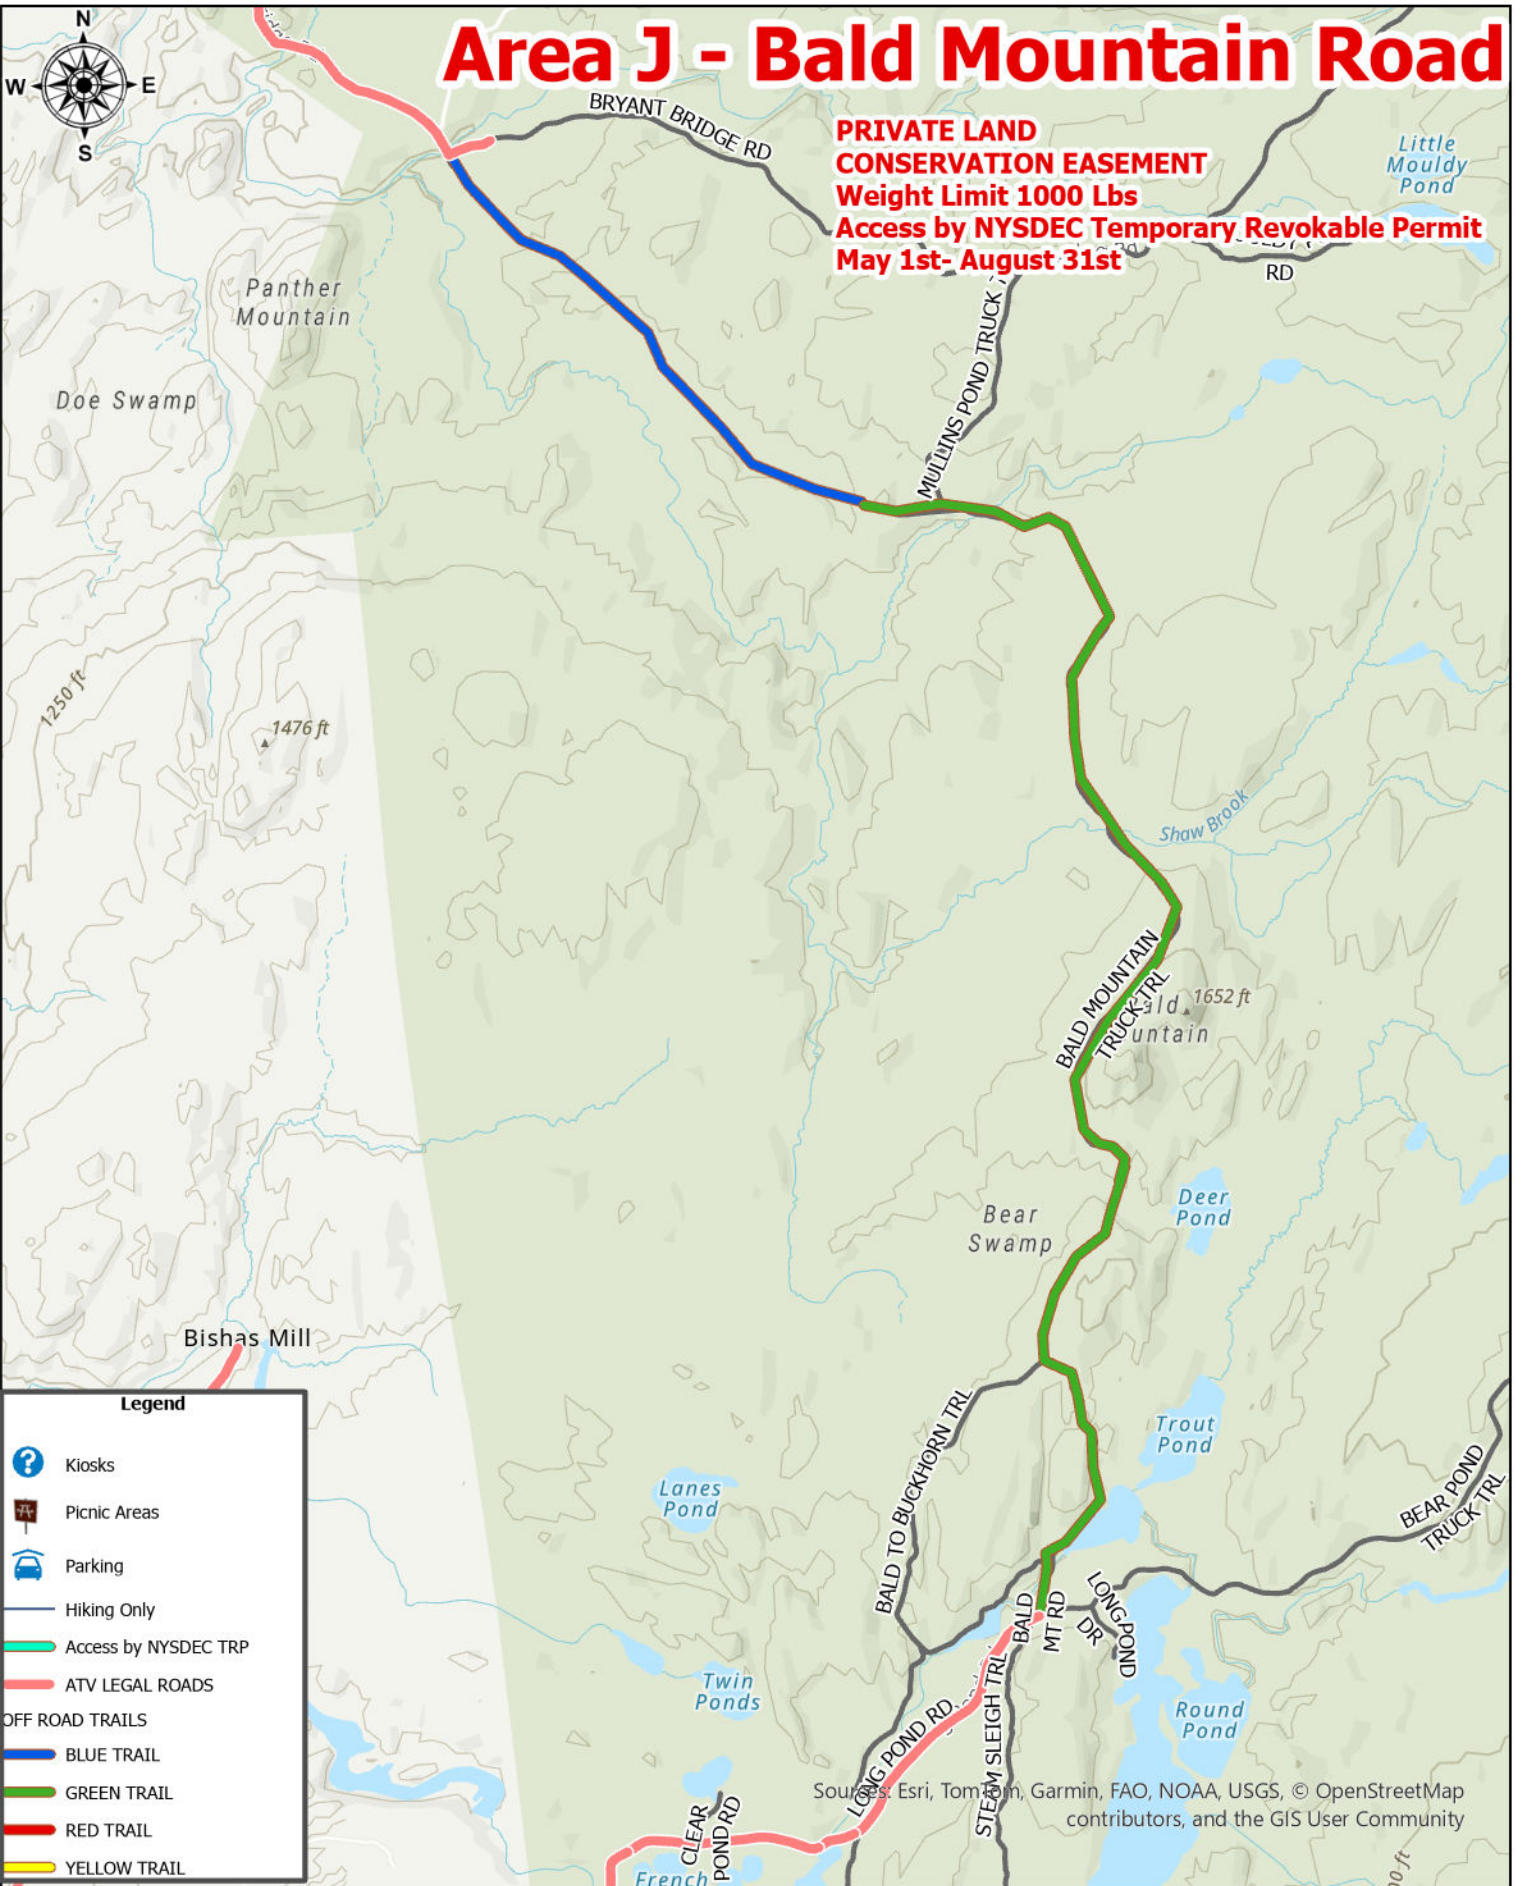 Area J - Bald Mountain Road
N
W
E
S
BRYANT BRIDGE RD
PRIVATE LAND
CONSERVATION EASEMENT
Weight Limit 1000 Lbs
Access by NYSDEC Temporary Revokable Permit
May 1st- August 31st
Little
Mouldy
Pond
RD
Panther
Mountain
Doe Swamp
MULLINS POND TRUCK
1250 ft
1476 ft
Shaw Brook
BALD MOUNTAIN
TRUCK TRL
1652 ft
Deer
Pond
Bear
Swamp
Bishas Mill
Legend
Kiosks
Picnic Areas
Parking
Hiking Only
Access by NYSDEC TRP
ATV LEGAL ROADS
OFF ROAD TRAILS
BLUE TRAIL
GREEN TRAIL
RED TRAIL
YELLOW TRAIL
BALD TO BUCKHORN TRL
Trout
Pond
Lanes
Pond
BEAR POND
TRUCK TRL
LONG POND
DR
BALD
MT RD
Twin
Ponds
Round
Pond
LONG POND RD
STEAM SLEIGH TRL
CLEAR
POND RD
French
Sources: Esri, TomTom, Garmin, FAO, NOAA, USGS, © OpenStreetMap
contributors, and the GIS User Community